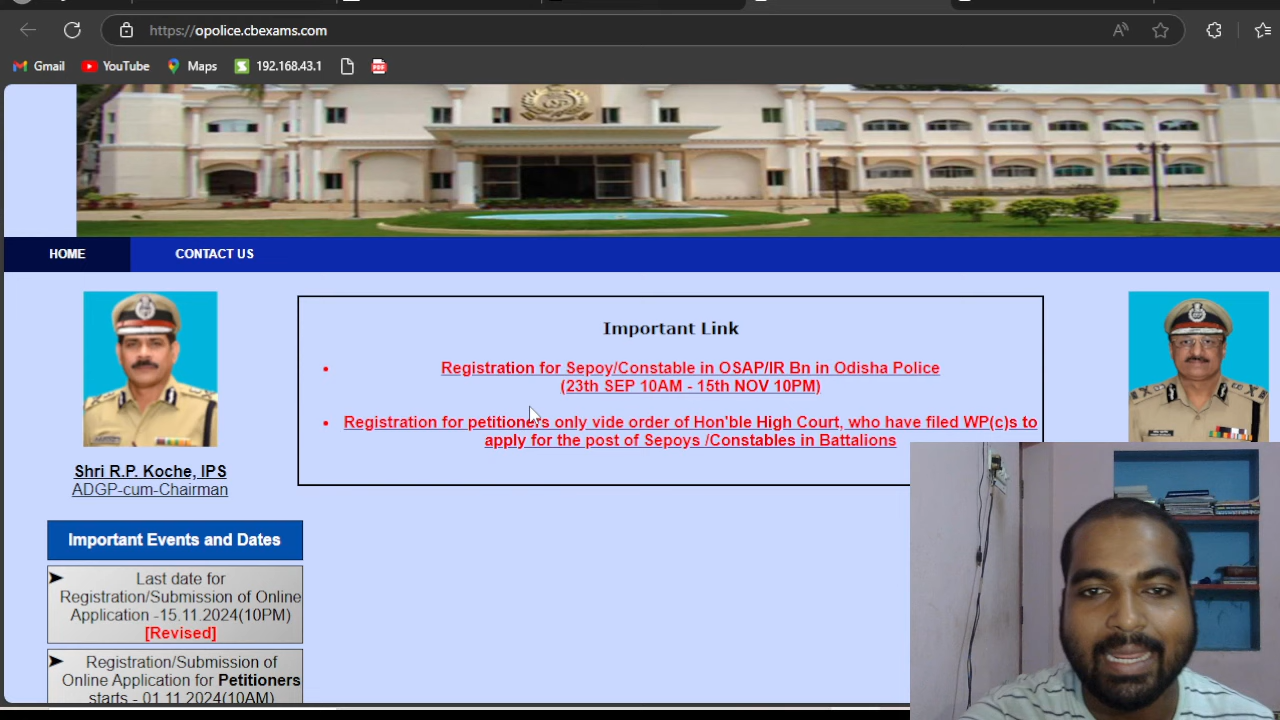 https://opolice.cbexams.com
Gmail YouTube Maps 192.168.43.1
HOME CONTACT US
Important Link
Registration for Sepoy/Constable in OSAP/IR Bn in Odisha Police
(23th SEP 10AM - 15th NOV 10PM)
Registration for petitioners only vide order of Hon'ble High Court, who have filed WP(c)s to
apply for the post of Sepoys /Constables in Battalions
Shri R.P. Koche, IPS
ADGP-cum-Chairman
Important Events and Dates
Last date for
Registration/Submission of Online
Application -15.11.2024(10PM)
[Revised]
Registration/Submission of
Online Application for Petitioners
starts - 01.11.2024(10AM)